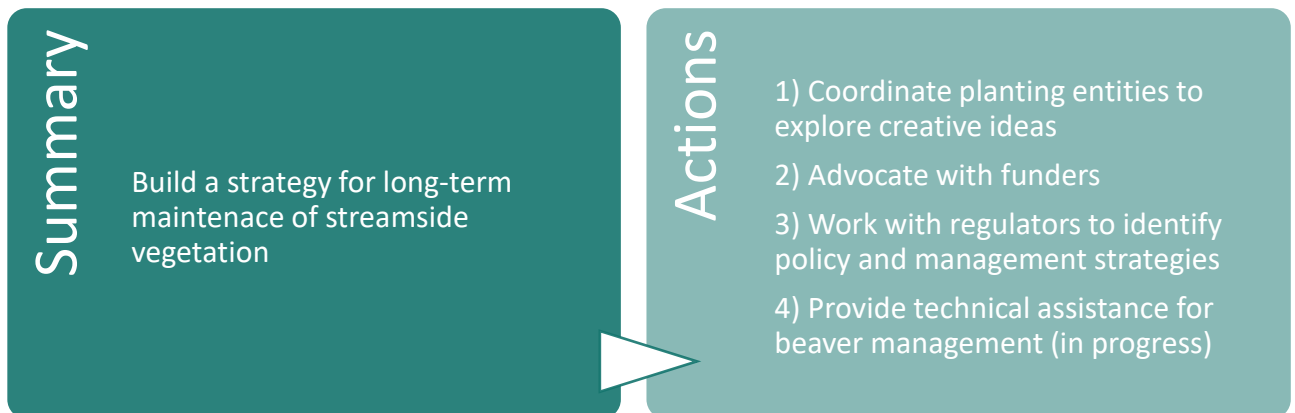 Summary
Build a strategy for long-term
maintenace of streamside
vegetation
Actions
1) Coordinate planting entities to
explore creative ideas
2) Advocate with funders
3) Work with regulators to identify
policy and management strategies
4) Provide technical assistance for
beaver management (in progress)